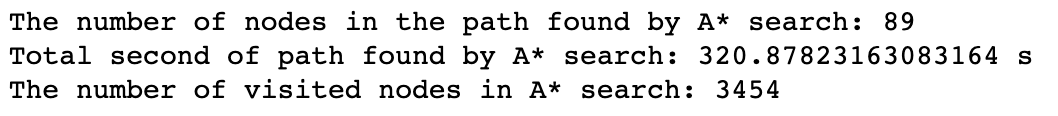 The number of nodes in the path found by A* search: 89
Total second of path found by A* search: 320.87823163083164 s
The number of visited nodes in A* search: 3454